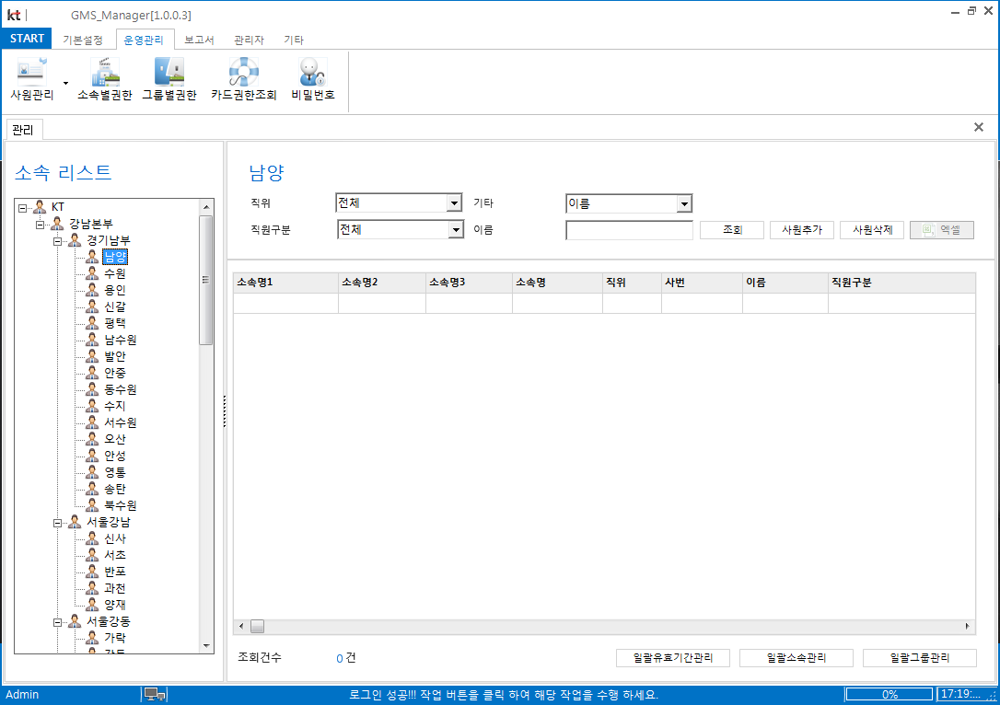 kt GMS_Manager[1.0.0.3]
START 기본설정 운영관리 보고서 관리자 기타
사원관리 소속별권한 그룹별권한 카드권한조회 비밀번호
관리
소속 리스트
KT
강남본부
경기남부
남양
수원
용인
신갈
평택
남수원
발안
안중
동수원
수지
서수원
오산
안성
영통
송탄
북수원
서울강남
신사
서초
반포
과천
양재
서울강동
가락
남양
직위 전체 기타 이름
직원구분 전체 이름 조회 사원추가 사원삭제 엑셀
소속명1 소속명2 소속명3 소속명 직위 사번 이름 직원구분
조회건수 0 건 일괄유효기간관리 일괄소속관리 일괄그룹관리
Admin 로그인 성공!!! 작업 버튼을 클릭 하여 해당 작업을 수행 하세요. 0% 17:19:...